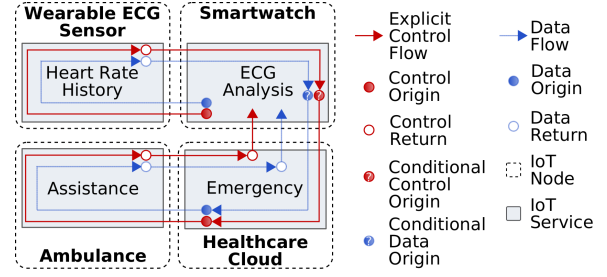 Wearable ECG
Sensor
Smartwatch
Heart Rate
History
ECG
Analysis
? ?
Assistance
Emergency
Ambulance
Healthcare
Cloud
Explicit
Control
Flow
Control
Origin
Control
Return
?
Conditional
Control
Origin
?
Conditional
Data
Origin
Data
Flow
Data
Origin
Data
Return
IoT
Node
IoT
Service